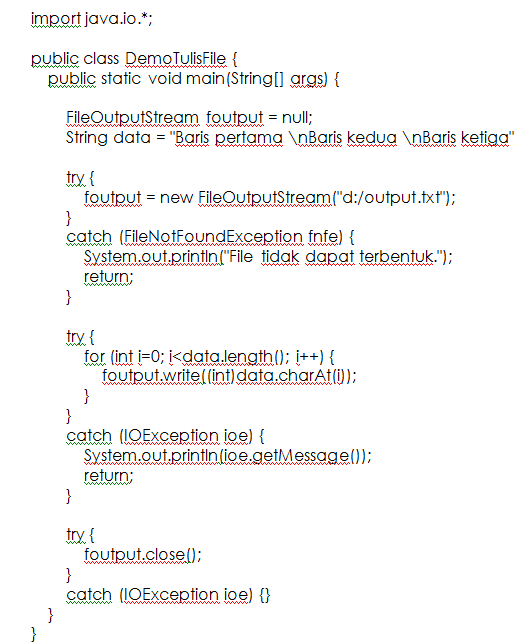 import java.io.*;
public class DemoTulisFile {
public static void main(String[] args) {
FileOutputStream foutput = null;
String data = "Baris pertama \nBaris kedua \nBaris ketiga"
try {
foutput = new FileOutputStream("d:/output.txt");
}
catch (FileNotFoundException fnfe) {
System.out.println("File tidak dapat terbentuk.");
return;
}
try {
for (int i=0; i<data.length(); i++) {
foutput.write((int)data.charAt(i));
}
}
catch (IOException ioe) {
System.out.println(ioe.getMessage());
return;
}
try {
foutput.close();
}
catch (IOException ioe) {}
}
}